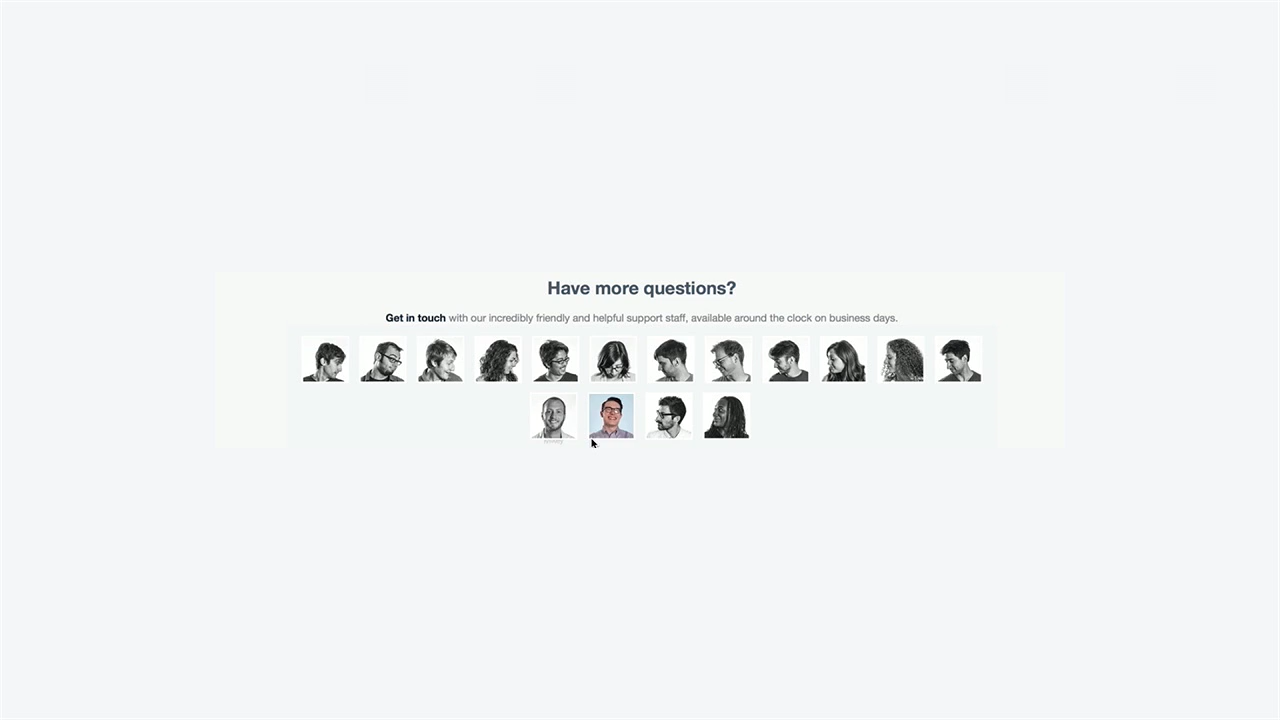 Have more questions?
Get in touch with our incredibly friendly and helpful support staff, available around the clock on business days.